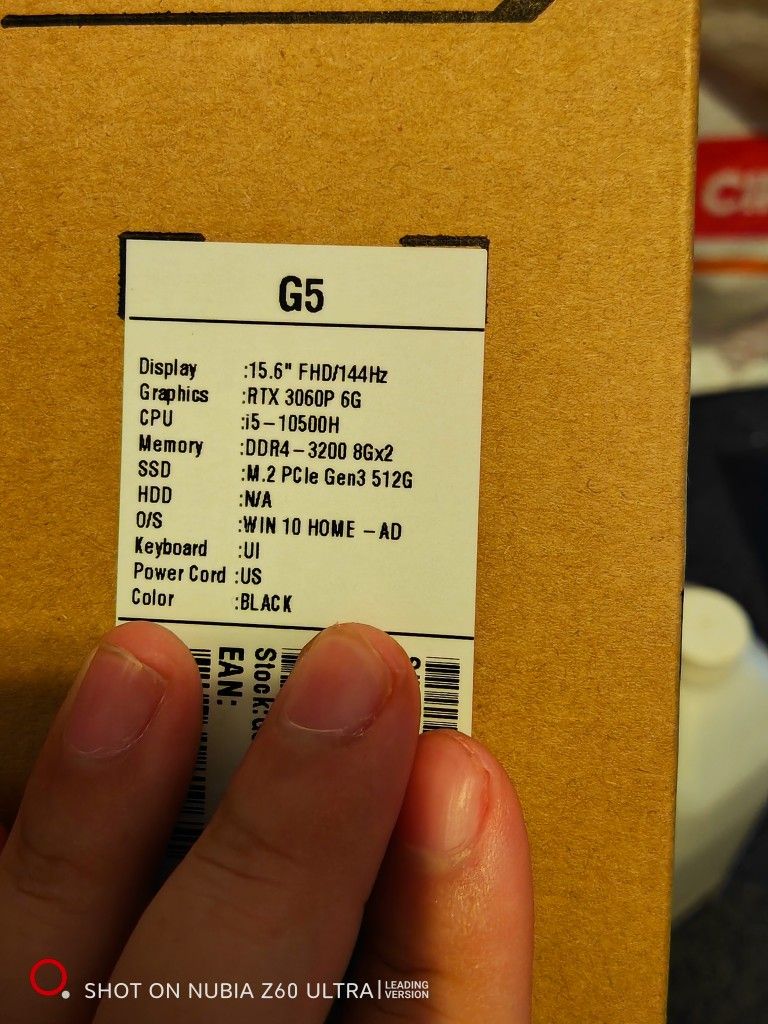 G5
Display :15.6" FHD/144Hz
Graphics :RTX 3060P 6G
CPU :i5-10500H
Memory :DDR4-3200 8Gx2
SSD :M.2 PCIe Gen3 512G
HDD :N/A
O/S :WIN 10 HOME -AD
Keyboard :UI
Power Cord :US
Color :BLACK
EAN:
Stock:
SHOT ON NUBIA Z60 ULTRA | LEADING VERSION